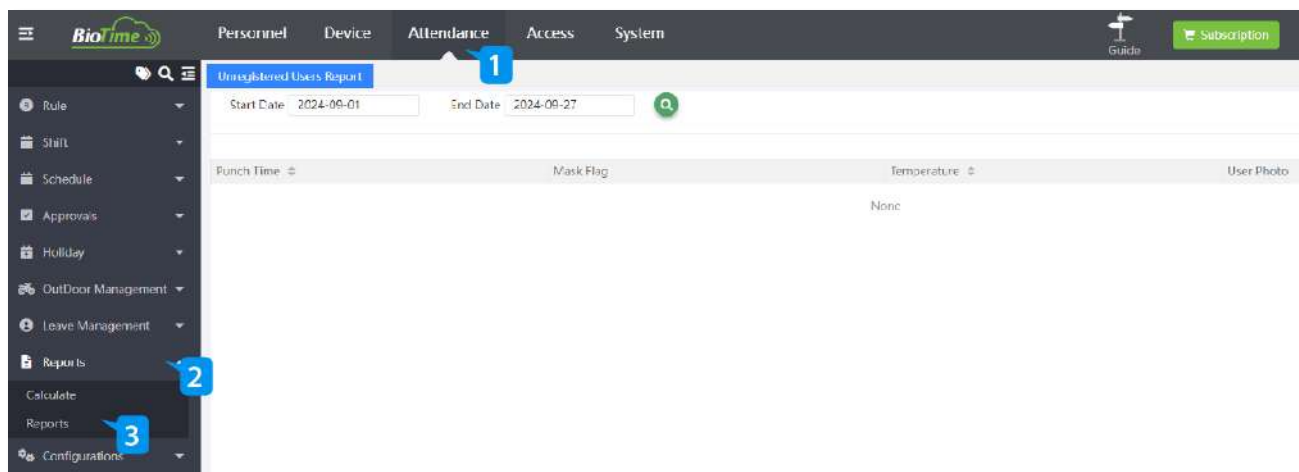 BioTime
Personnel Device Attendance Access System
Guide
Subscription
1
Unregistered Users Report
Start Date 2024-09-01 End Date 2024-09-27
Rule
Shift
Schedule
Approvals
Holiday
OutDoor Management
Leave Management
Reports
2
Calculate
Reports
3
Configurations
Punch Time Mask Flag Temperature User Photo
None